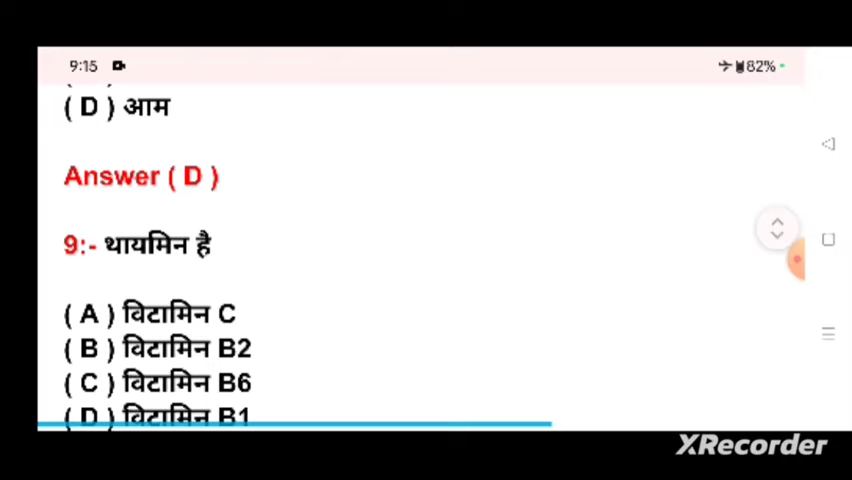 9:15 82%
( D ) आम
Answer ( D )
9:- थायमिन है
( A ) विटामिन C
( B ) विटामिन B2
( C ) विटामिन B6
( D ) विटामिन B1
XRecorder